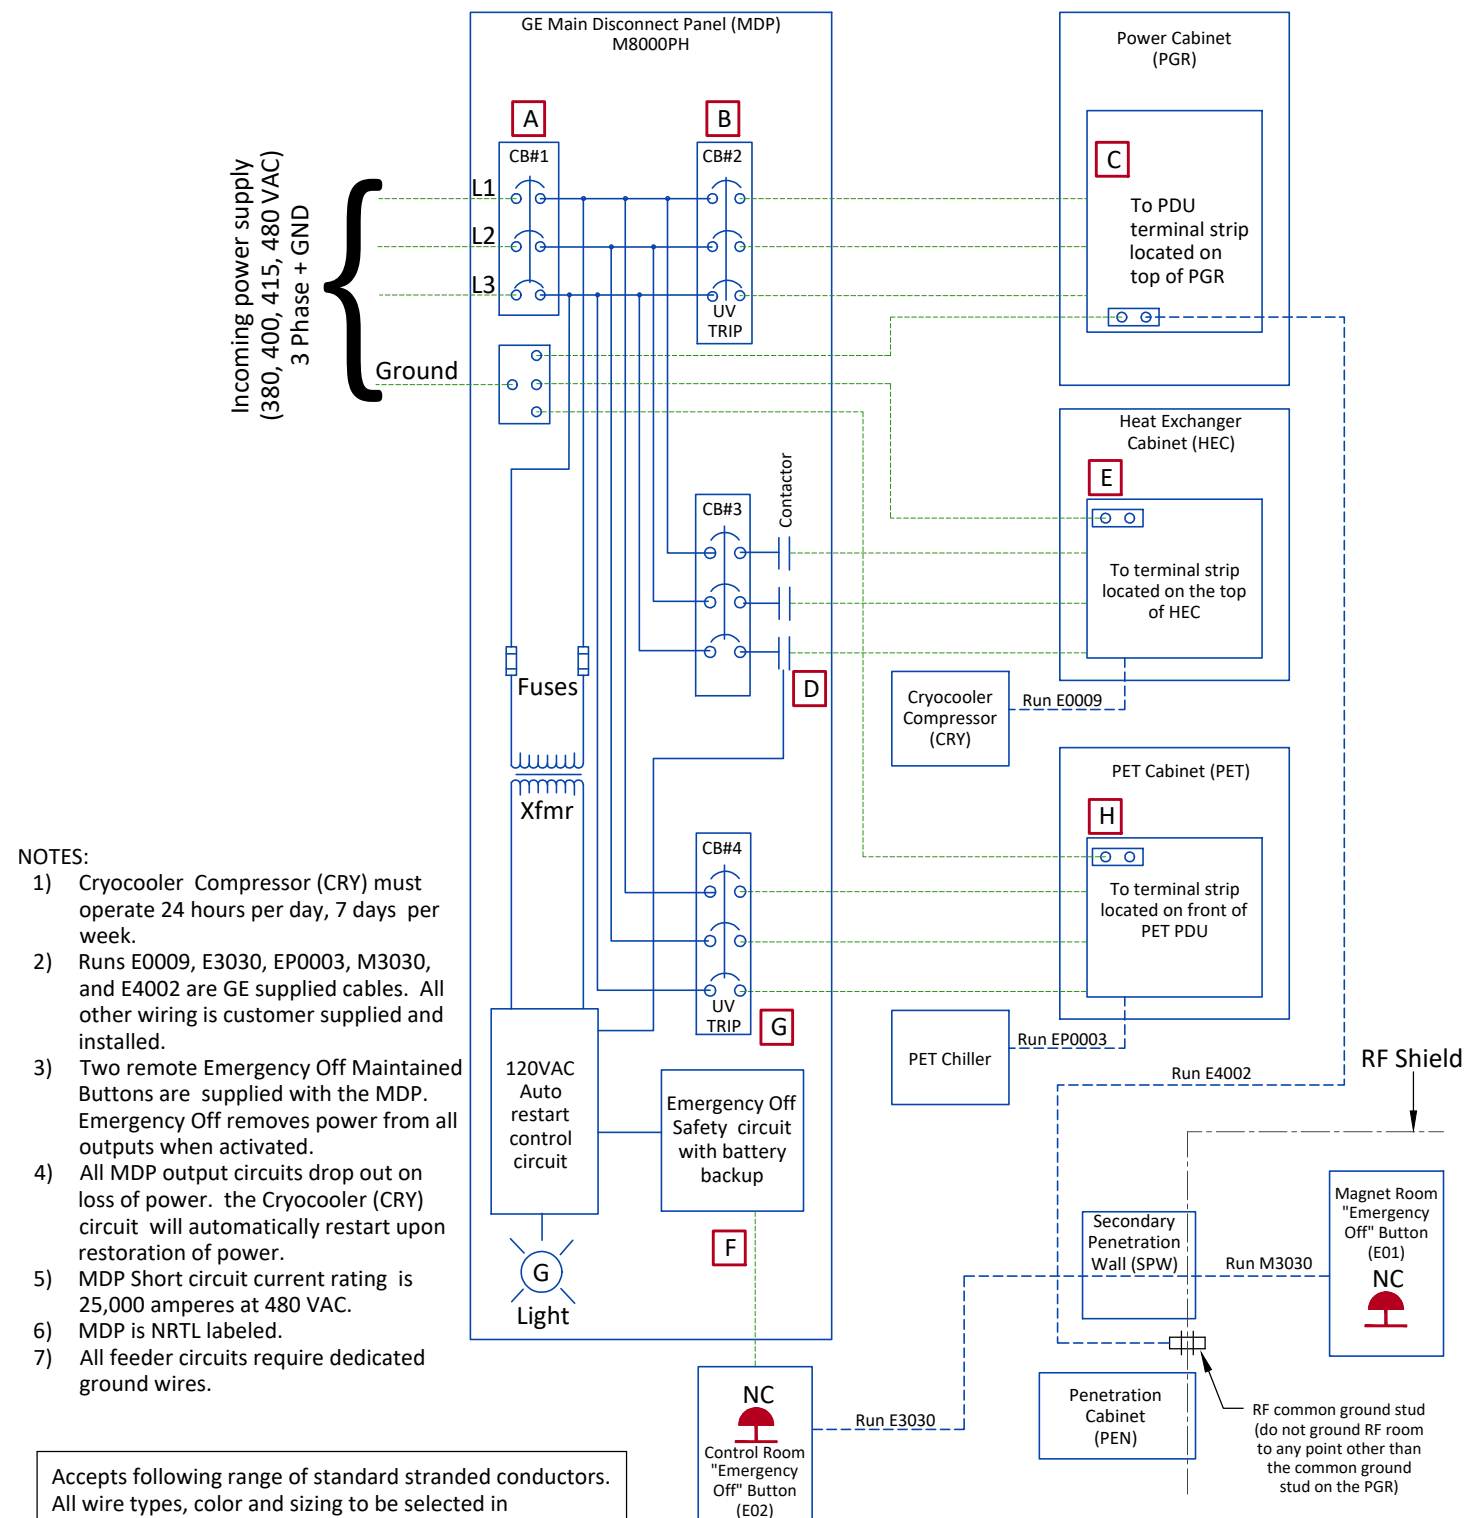 GE Main Disconnect Panel (MDP)
M8000PH
Power Cabinet
(PGR)
A
B
C
CB#1
CB#2
Incoming power supply
(380, 400, 415, 480 VAC)
3 Phase + GND
L1
L2
L3
Ground
UV
TRIP
To PDU
terminal strip
located on
top of PGR
Heat Exchanger
Cabinet (HEC)
E
CB#3
Contactor
To terminal strip
located on the top
of HEC
D
Fuses
Cryocooler
Compressor
(CRY)
Run E0009
Xfmr
PET Cabinet (PET)
H
CB#4
To terminal strip
located on front of
PET PDU
UV
TRIP
G
PET Chiller
Run EP0003
Run E4002
RF Shield
120VAC
Auto
restart
control
circuit
Emergency Off
Safety circuit
with battery
backup
F
G
Light
Secondary
Penetration
Wall (SPW)
Run M3030
Magnet Room
"Emergency
Off" Button
(E01)
NC
NC
Control Room
"Emergency
Off" Button
(E02)
Run E3030
Penetration
Cabinet
(PEN)
RF common ground stud
(do not ground RF room
to any point other than
the common ground
stud on the PGR)
NOTES:
1) Cryocooler Compressor (CRY) must
operate 24 hours per day, 7 days per
week.
2) Runs E0009, E3030, EP0003, M3030,
and E4002 are GE supplied cables. All
other wiring is customer supplied and
installed.
3) Two remote Emergency Off Maintained
Buttons are supplied with the MDP.
Emergency Off removes power from all
outputs when activated.
4) All MDP output circuits drop out on
loss of power. the Cryocooler (CRY)
circuit will automatically restart upon
restoration of power.
5) MDP Short circuit current rating is
25,000 amperes at 480 VAC.
6) MDP is NRTL labeled.
7) All feeder circuits require dedicated
ground wires.
Accepts following range of standard stranded conductors.
All wire types, color and sizing to be selected in